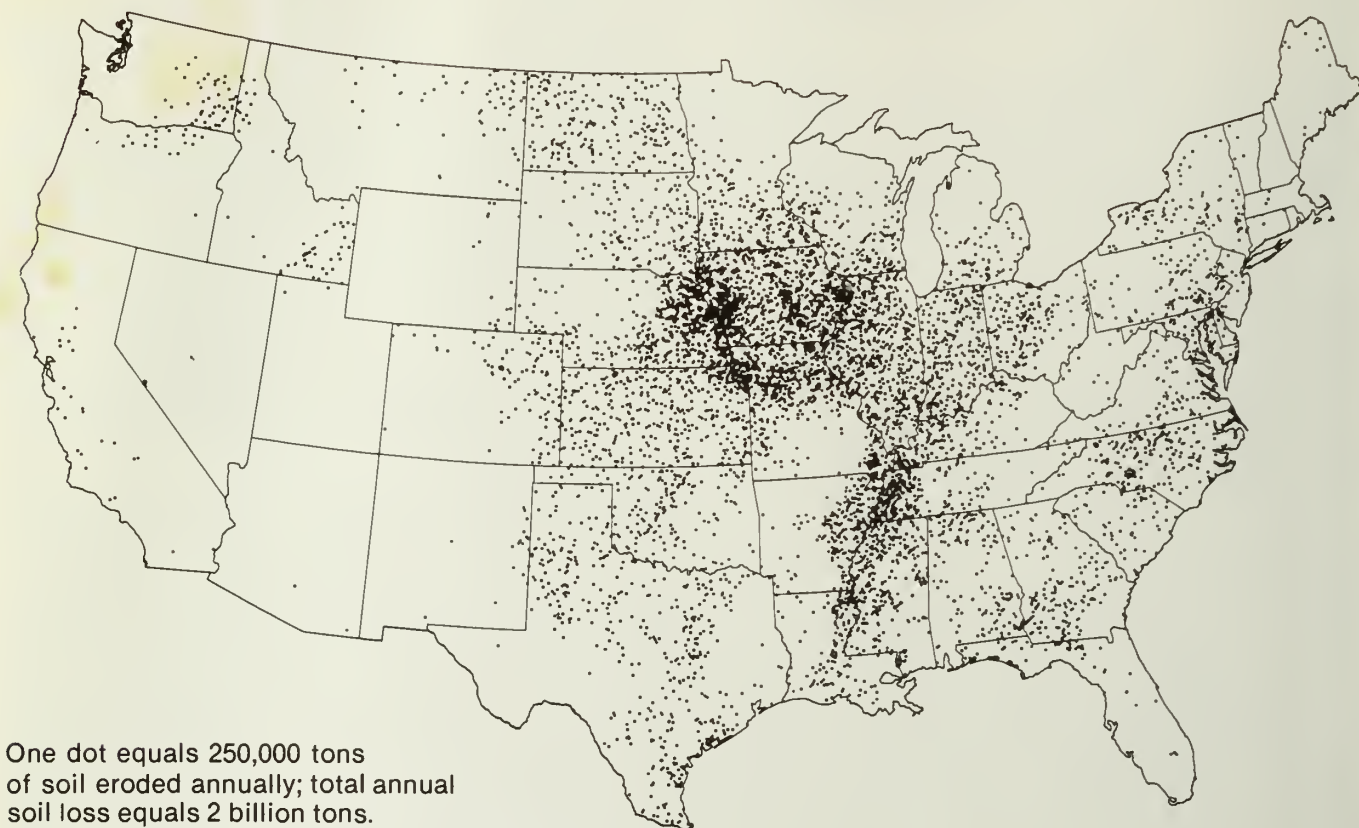 One dot equals 250,000 tons
of soil eroded annually; total annual
soil loss equals 2 billion tons.